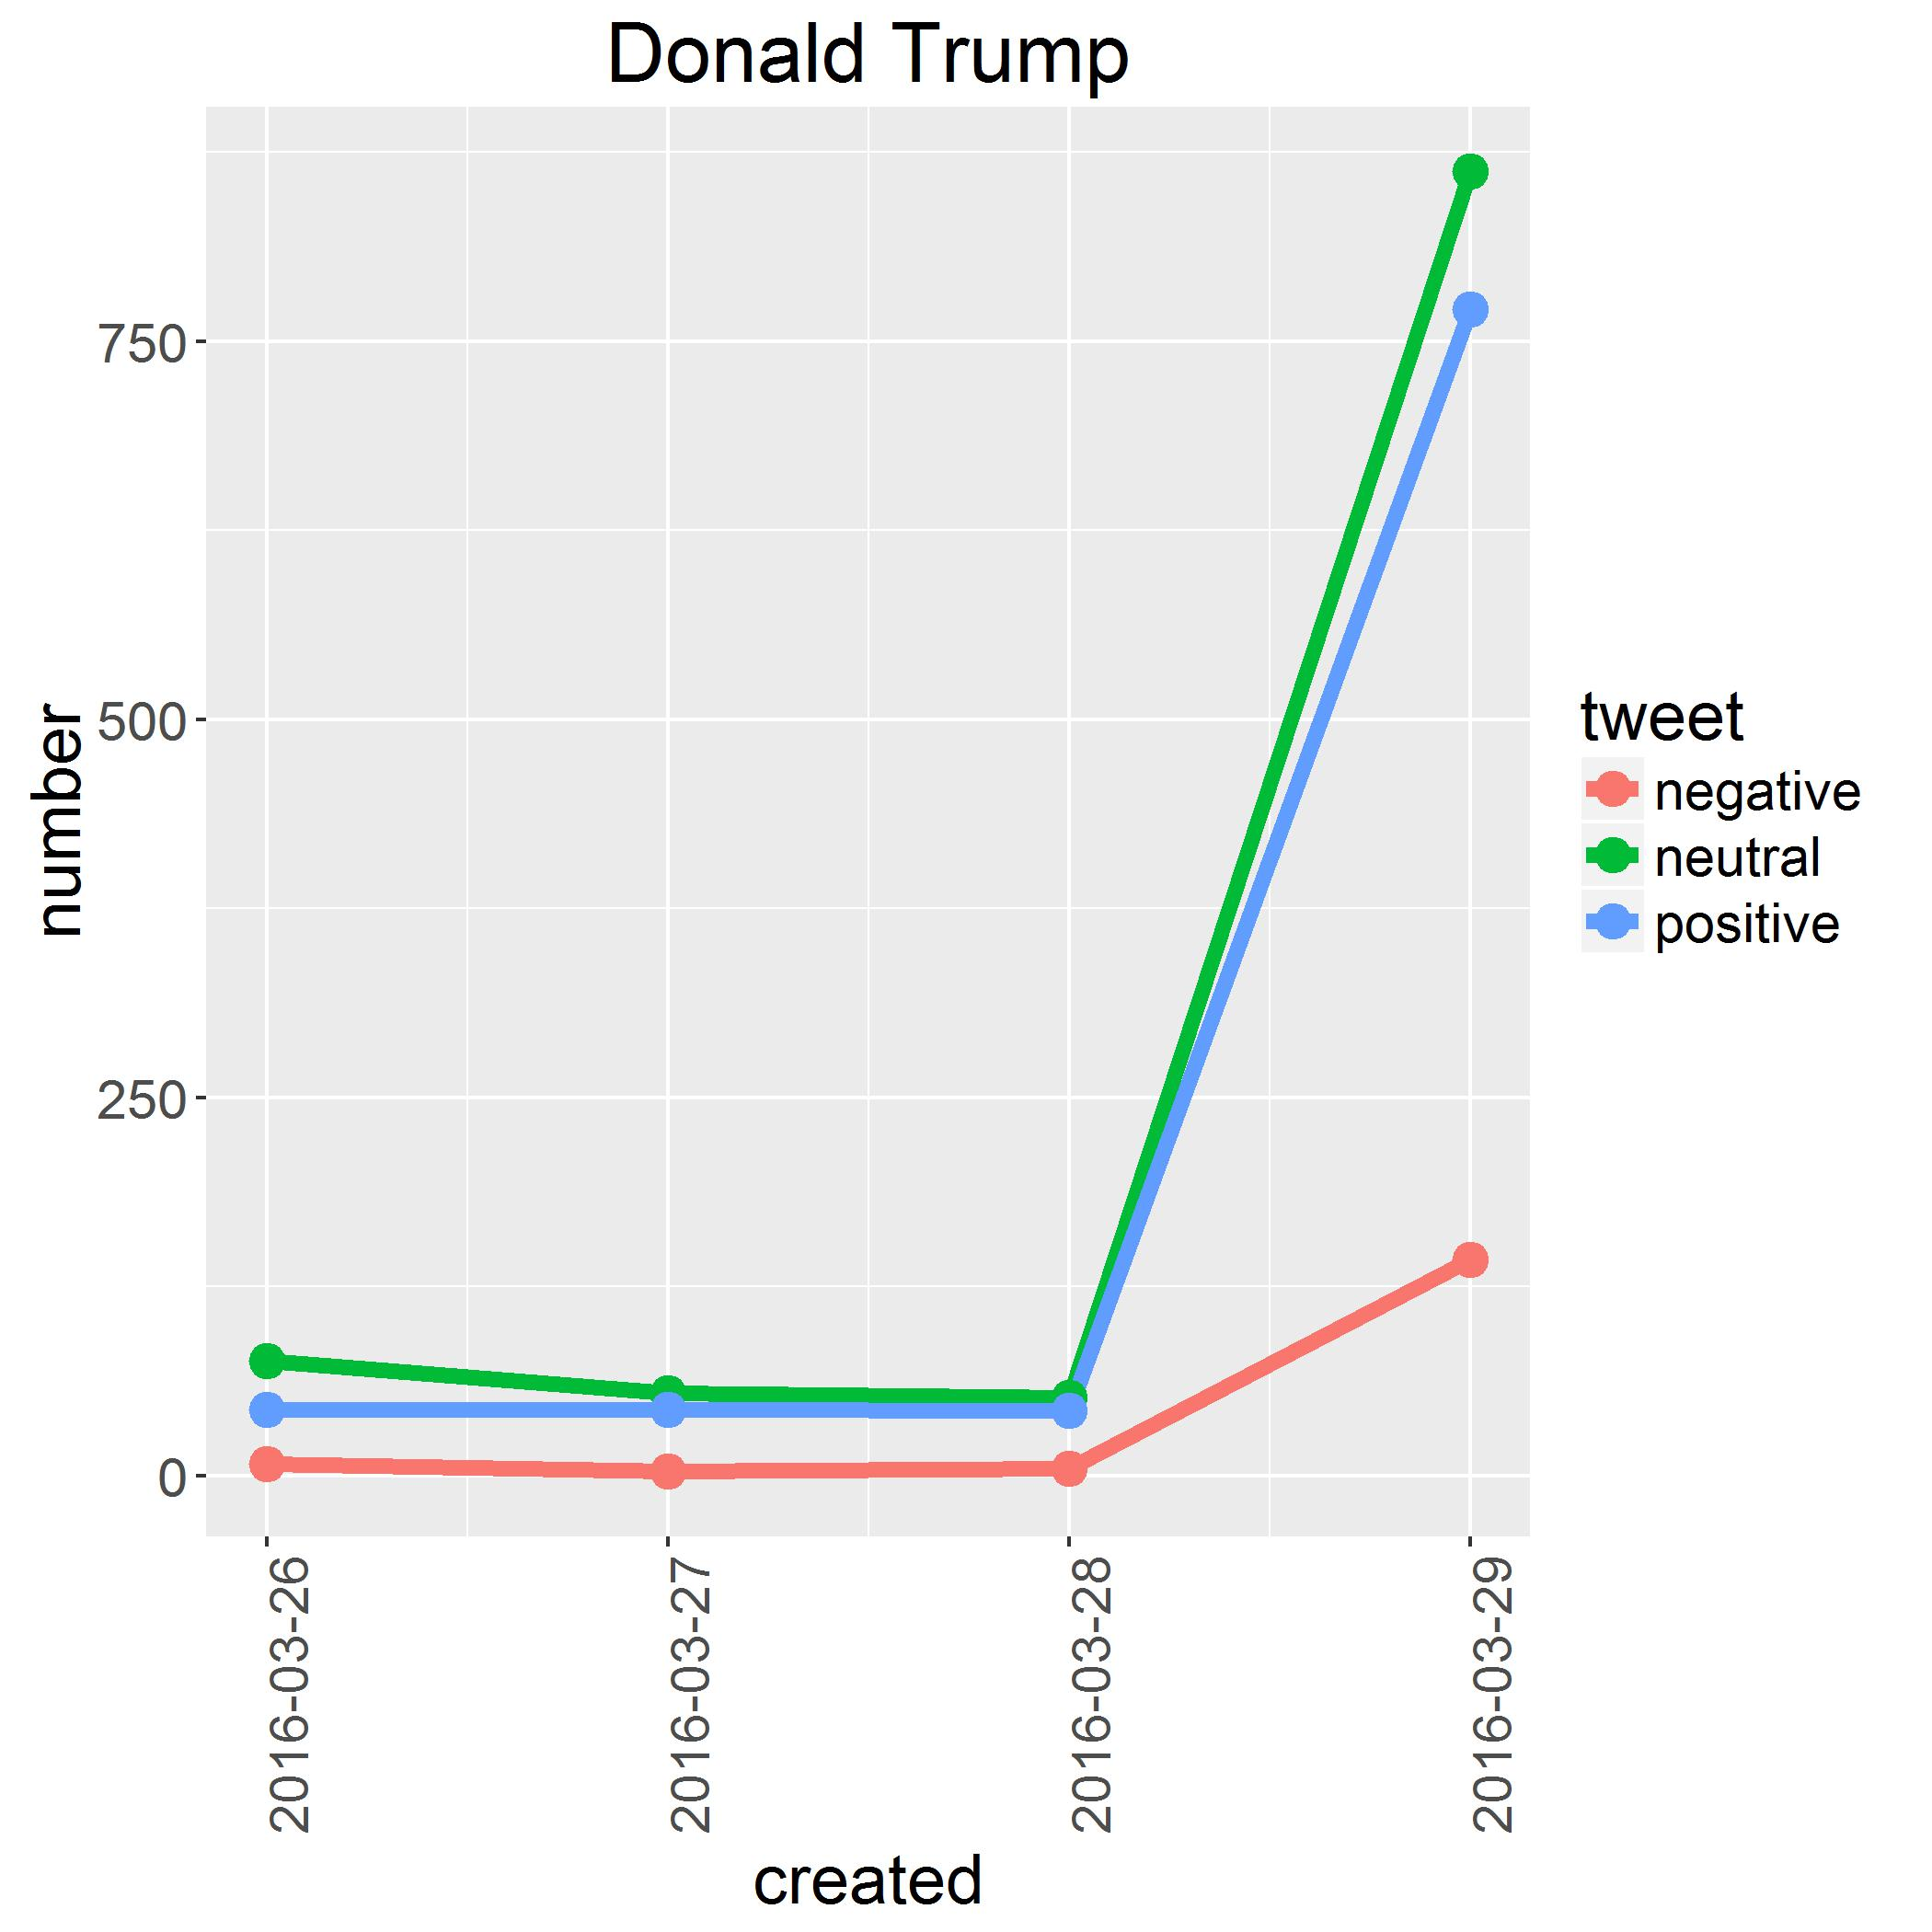 Donald Trump
number
750
500
250
0
2016-03-26
2016-03-27
2016-03-28
2016-03-29
created
tweet
negative
neutral
positive